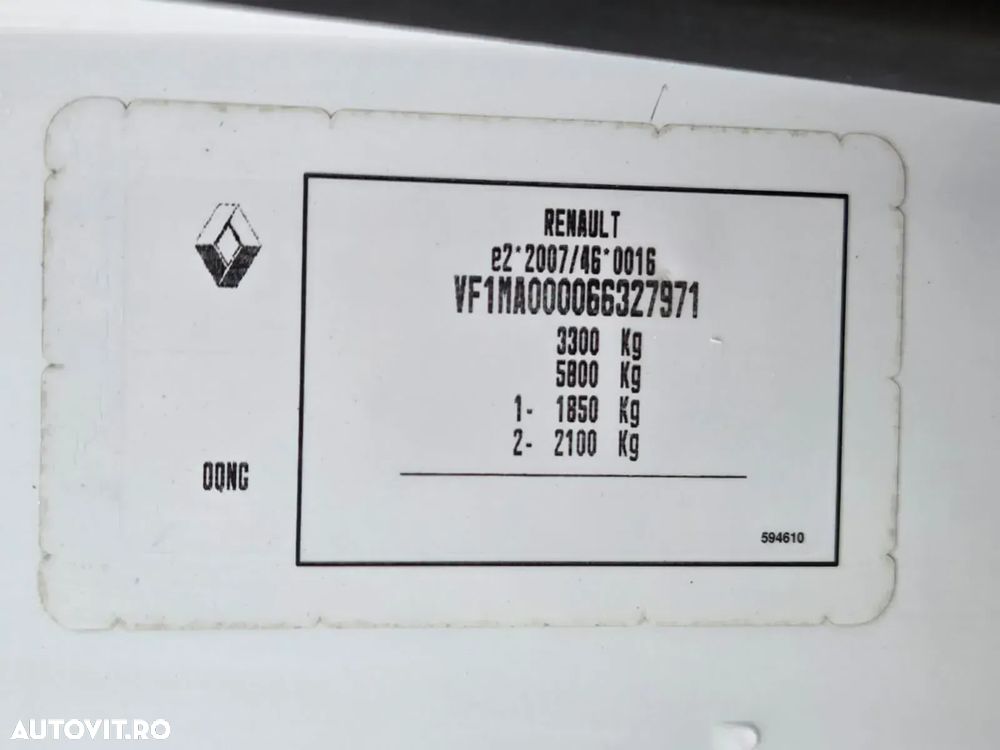 RENAULT
e2*2007/46*0016
VF1MA000066327971
3300 Kg
5800 Kg
1- 1850 Kg
2- 2100 Kg
OQNG
594610
AUTOVIT.RO